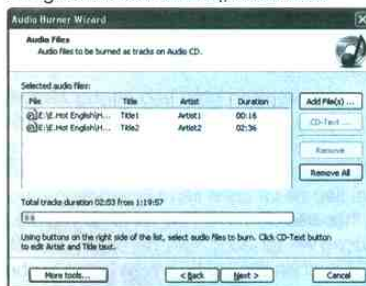 Audio Burner Wizard
Audio Files
Audio files to be burned as tracks on Audio CD.
Selected audio files:
File Title Artist Duration
E:\E.Hot English\H... Title1 Artist1 00:16
E:\E.Hot English\H... Title2 Artist2 02:36
Add File(s) ...
CD-Text ...
Remove
Remove All
Total tracks duration 02:03 from 1:19:57
Using buttons on the right side of the list, select audio files to burn. Click CD-Text button
to edit Artist and Title text.
More tools... < Back Next > Cancel